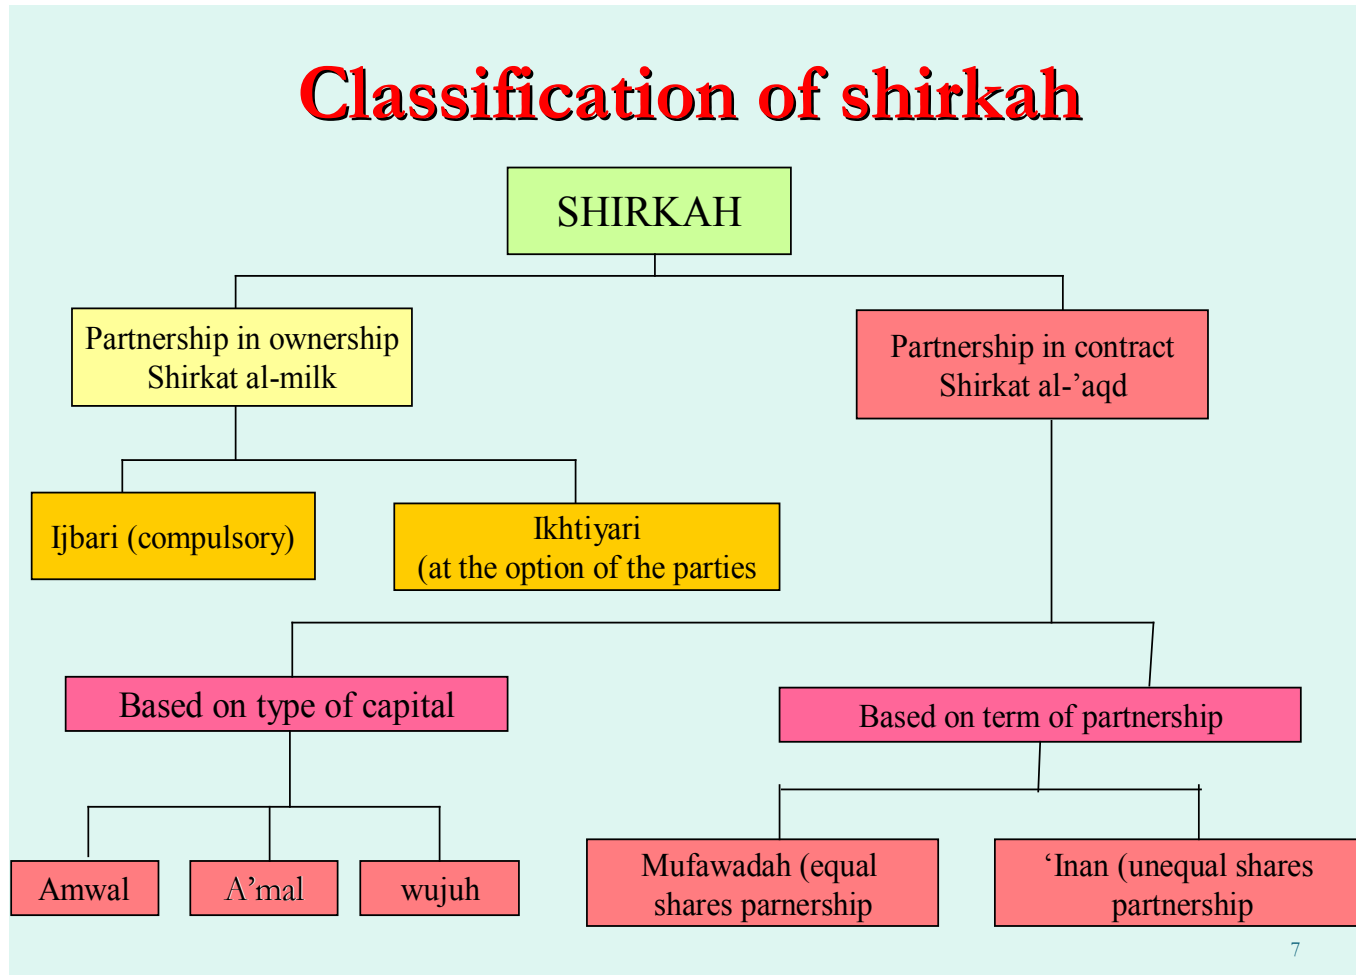 Classification of shirkah
SHIRKAH
Partnership in ownership
Shirkat al-milk
Partnership in contract
Shirkat al-’aqd
Ijbari (compulsory)
Ikhtiyari
(at the option of the parties
Based on type of capital
Based on term of partnership
Amwal
A’mal
wujuh
Mufawadah (equal
shares parnership
‘Inan (unequal shares
partnership
7